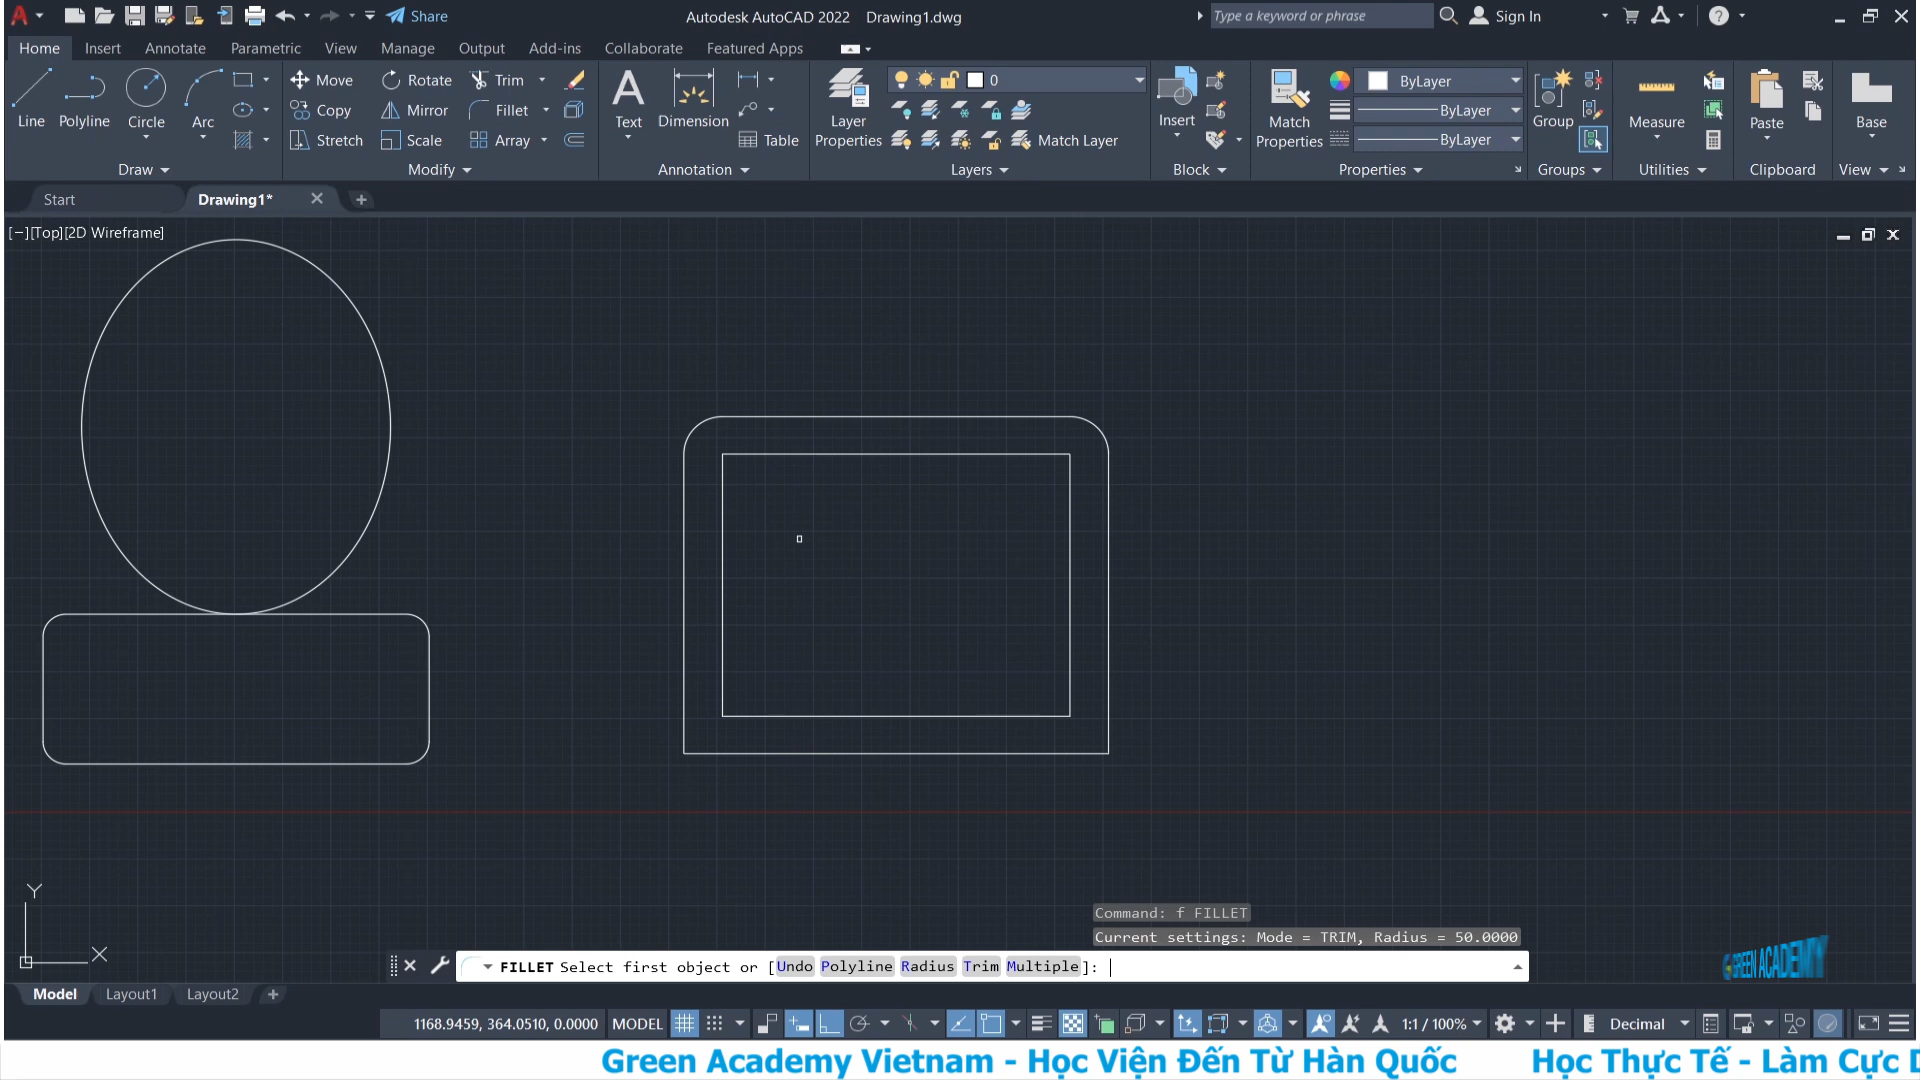 Share
Autodesk AutoCAD 2022 Drawing1.dwg
Type a keyword or phrase
Sign In
Home Insert Annotate Parametric View Manage Output Add-ins Collaborate Featured Apps
Move Rotate Trim
0
ByLayer
Copy Mirror Fillet
ByLayer
Line Polyline Circle Arc
Text Dimension
Layer Properties
Insert
Match Properties
Group
Measure
Paste
Base
Stretch Scale Array
Table
Match Layer
ByLayer
Draw Modify Annotation Layers Block Properties Groups Utilities Clipboard View
Start Drawing1*
[−][Top][2D Wireframe]
Y
X
Command: f FILLET
Current settings: Mode = TRIM, Radius = 50.0000
FILLET Select first object or [Undo Polyline Radius Trim Multiple]:
GREEN ACADEMY
Model Layout1 Layout2
1168.9459, 364.0510, 0.0000 MODEL 1:1 / 100% Decimal
Green Academy Vietnam - Học Viện Đến Từ Hàn Quốc Học Thực Tế - Làm Cực